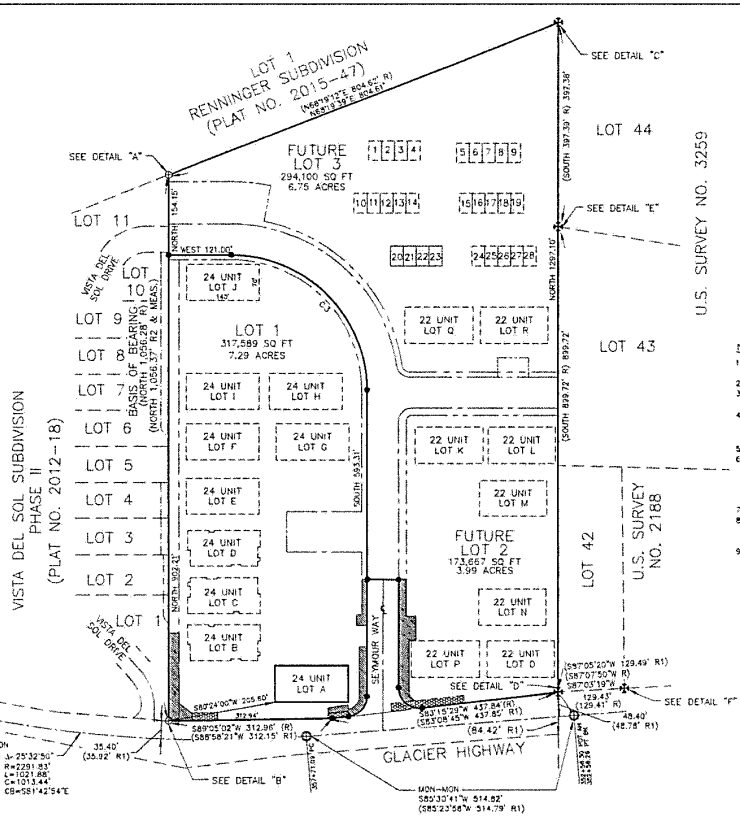 LOT 1
RENNINGER SUBDIVISION
(PLAT NO. 2015-47)
(N68°19'12"E 804.62' R)
N68°19'39"E 804.61'
SEE DETAIL "C"
SEE DETAIL "A"
FUTURE
LOT 3
294,100 SQ FT
6.75 ACRES
1 2 3 4
5 6 7 8 9
10 11 12 13 14
15 16 17 18 19
20 21 22 23
24 25 26 27 28
(SOUTH 397.39' R) 397.38'
LOT 44
U.S. SURVEY NO. 3259
SEE DETAIL "E"
NORTH 1297.10'
(SOUTH 899.72' R) 899.72'
LOT 43
LOT 11
NORTH 154.15'
WEST 121.00'
VISTA DEL
SOL DRIVE
LOT
10
LOT 9
LOT 8
LOT 7
LOT 6
LOT 5
LOT 4
LOT 3
LOT 2
LOT 1
BASIS OF BEARING
(NORTH 1,056.28' R)
(NORTH 1,056.37' R2 & MEAS.)
VISTA DEL SOL SUBDIVISION
PHASE II
(PLAT NO. 2012-18)
VISTA DEL
SOL DRIVE
NORTH 902.21'
24 UNIT
LOT J
145'
C3
LOT 1
317,589 SQ FT
7.29 ACRES
24 UNIT
LOT I
24 UNIT
LOT H
24 UNIT
LOT F
24 UNIT
LOT G
24 UNIT
LOT E
24 UNIT
LOT D
24 UNIT
LOT C
24 UNIT
LOT B
24 UNIT
LOT A
SOUTH 593.31'
SEYMOUR WAY
22 UNIT
LOT Q
22 UNIT
LOT R
22 UNIT
LOT K
22 UNIT
LOT L
22 UNIT
LOT M
FUTURE
LOT 2
173,667 SQ FT
3.99 ACRES
22 UNIT
LOT N
22 UNIT
LOT P
22 UNIT
LOT O
LOT 42
U.S. SURVEY
NO. 2188
SEE DETAIL "D"
(S87°05'20"W 129.49' R1)
(S87°07'50"W R)
S87°03'19"W
129.43'
(129.41' R)
SEE DETAIL "F"
48.40'
(48.78' R1)
S80°24'00"W 205.60'
312.94'
S89°05'02"W 312.96' (R)
(S88°58'21"W 312.15' R1)
S83°15'29"W 437.84'(R)
(S83°08'45"W 437.85' R1)
(84.42' R1)
GLACIER HIGHWAY
35.40'
(35.92' R1)
SEE DETAIL "B"
Δ=25°32'50"
R=2291.83'
L=1021.88'
C=1013.44'
CB=S81°42'54"E
MON-MON
S85°30'41"W 514.82'
(S85°23'58"W 514.79' R1)